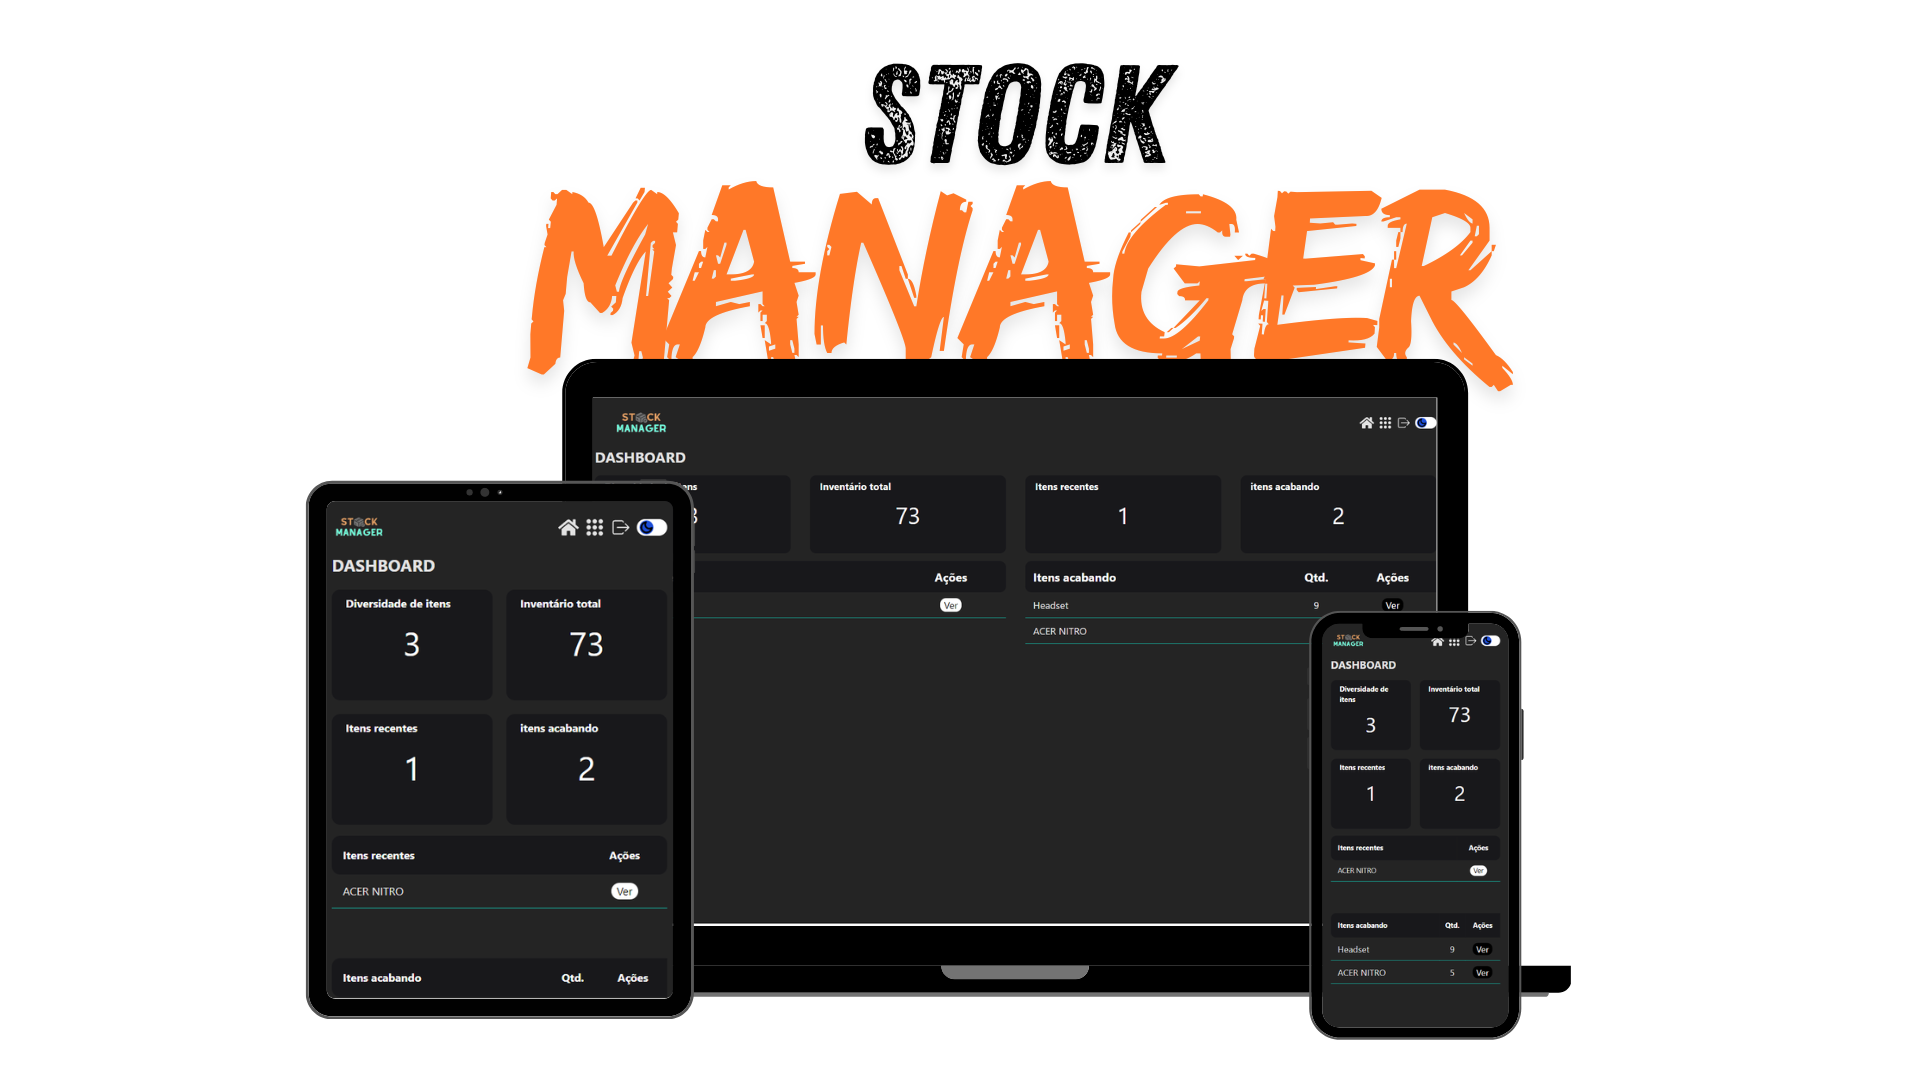 STOCK
MANAGER
STOCK
MANAGER
DASHBOARD
ens
Inventário total
Itens recentes
itens acabando
3
73
1
2
Ações
Itens acabando
Qtd.
Ações
Ver
Headset
9
Ver
ACER NITRO
STOCK
MANAGER
DASHBOARD
Diversidade de itens
Inventário total
3
73
Itens recentes
itens acabando
1
2
Itens recentes
Ações
ACER NITRO
Ver
Itens acabando
Qtd.
Ações
STOCK
MANAGER
DASHBOARD
Diversidade de
itens
Inventário total
3
73
Itens recentes
itens acabando
1
2
Itens recentes
Ações
ACER NITRO
Ver
Itens acabando
Qtd.
Ações
Headset
9
Ver
ACER NITRO
5
Ver